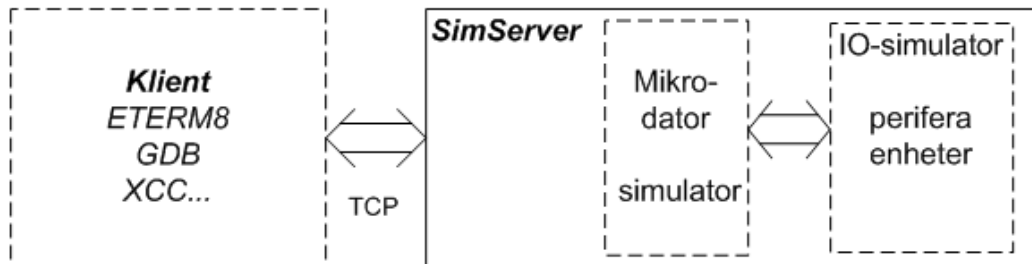 Klient
ETERM8
GDB
XCC...
TCP
SimServer
Mikro-
dator
simulator
IO-simulator
perifera
enheter